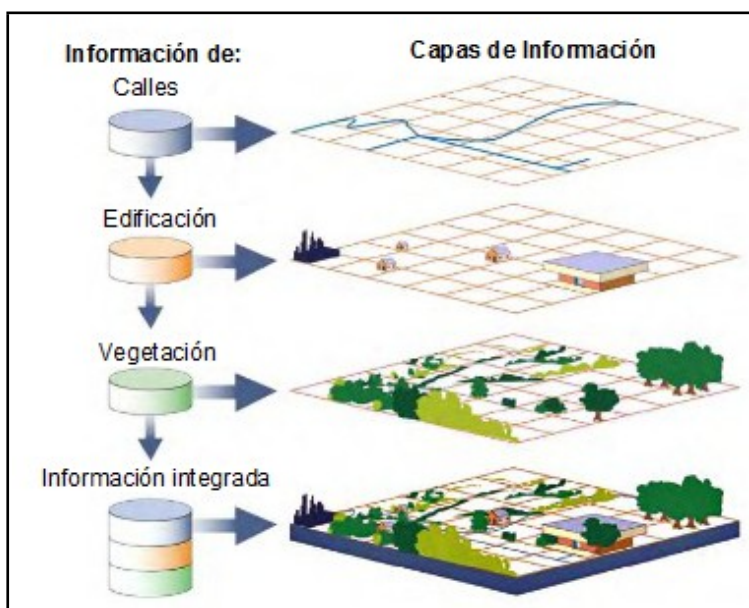 Información de:
Capas de Información
Calles
Edificación
Vegetación
Información integrada